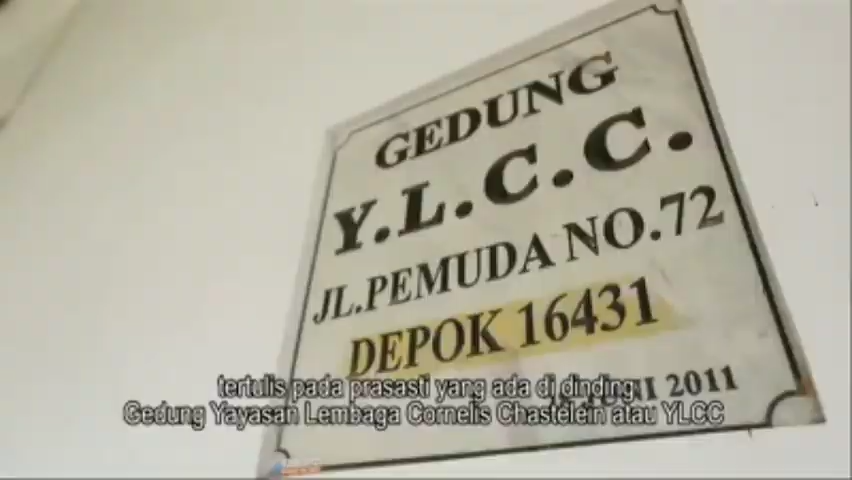 GEDUNG
Y.L.C.C.
JL.PEMUDA NO.72
DEPOK 16431
JUNI 2011
tertulis pada prasasti yang ada di dinding
Gedung Yayasan Lembaga Cornelis Chastelein atau YLCC